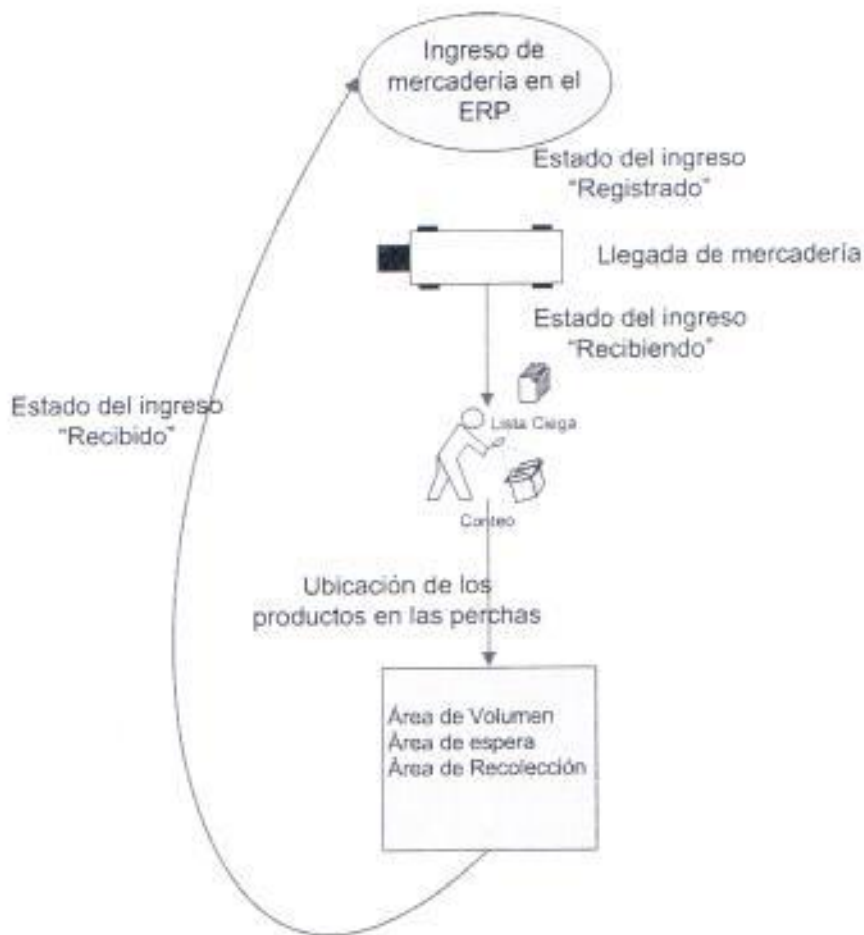 Ingreso de
mercadería en el
ERP
Estado del ingreso
"Registrado"
Llegada de mercadería
Estado del ingreso
"Recibiendo"
Estado del ingreso
"Recibido"
Lista Ciega
Conteo
Ubicación de los
productos en las perchas
Área de Volumen
Área de espera
Área de Recolección